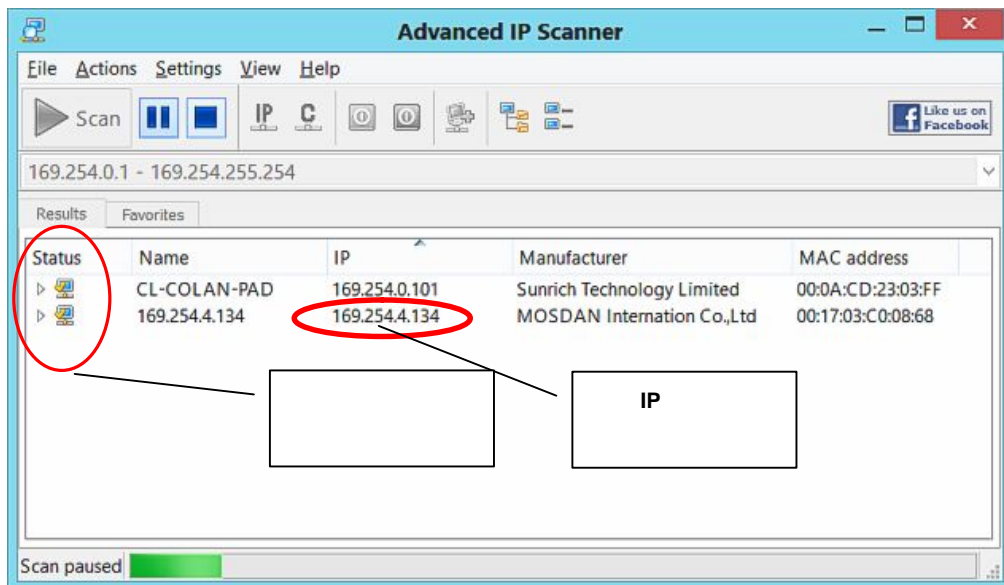 Advanced IP Scanner
File Actions Settings View Help
Scan IP C Like us on
Facebook
169.254.0.1 - 169.254.255.254
Results Favorites
Status Name IP Manufacturer MAC address
CL-COLAN-PAD 169.254.0.101 Sunrich Technology Limited 00:0A:CD:23:03:FF
169.254.4.134 169.254.4.134 MOSDAN Internation Co.,Ltd 00:17:03:C0:08:68
IP
Scan paused